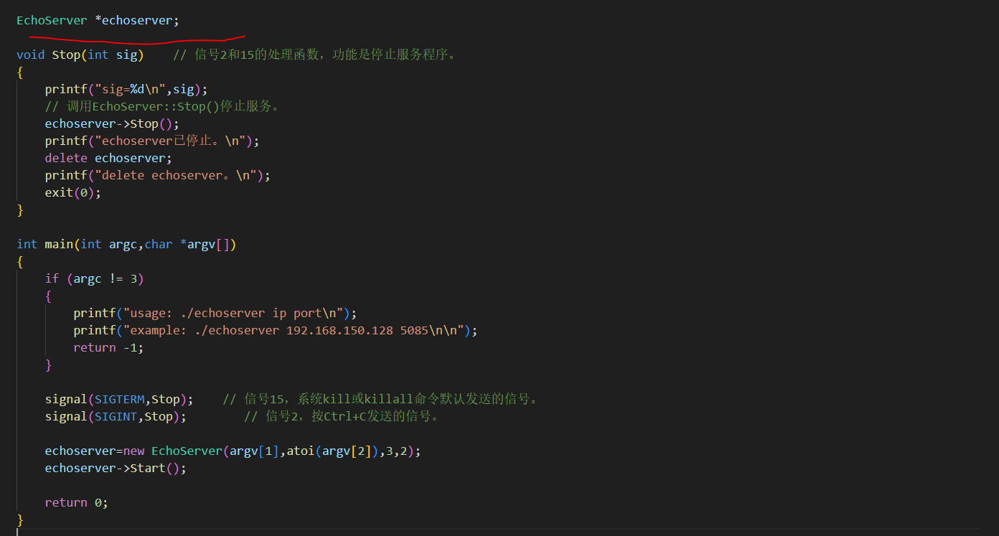 EchoServer *echoserver;
void Stop(int sig)    // 信号2和15的处理函数，功能是停止服务程序。
{
    printf("sig=%d\n",sig);
    // 调用EchoServer::Stop()停止服务。
    echoserver->Stop();
    printf("echoserver已停止。\n");
    delete echoserver;
    printf("delete echoserver。\n");
    exit(0);
}
int main(int argc,char *argv[])
{
    if (argc != 3)
    {
        printf("usage: ./echoserver ip port\n");
        printf("example: ./echoserver 192.168.150.128 5085\n\n");
        return -1;
    }
    signal(SIGTERM,Stop);    // 信号15，系统kill或killall命令默认发送的信号。
    signal(SIGINT,Stop);        // 信号2，按Ctrl+C发送的信号。
    echoserver=new EchoServer(argv[1],atoi(argv[2]),3,2);
    echoserver->Start();
    return 0;
}